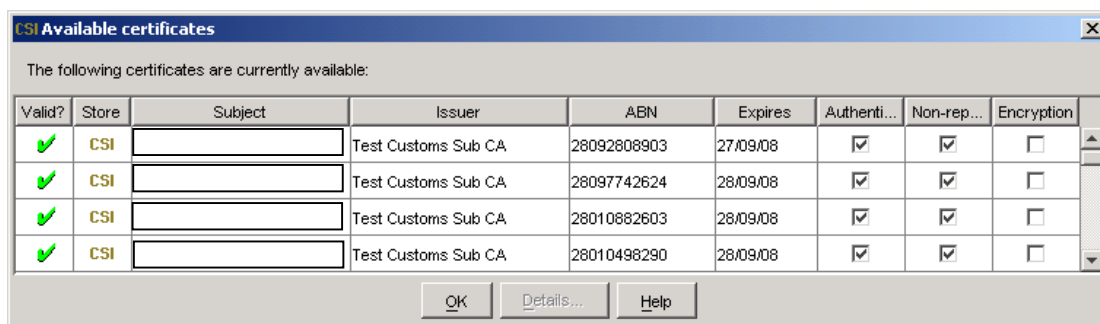 CSI Available certificates
The following certificates are currently available:
Valid? Store Subject Issuer ABN Expires Authenti... Non-rep... Encryption
CSI Test Customs Sub CA 28092808903 27/09/08
CSI Test Customs Sub CA 28097742624 28/09/08
CSI Test Customs Sub CA 28010882603 28/09/08
CSI Test Customs Sub CA 28010498290 28/09/08
OK Details... Help